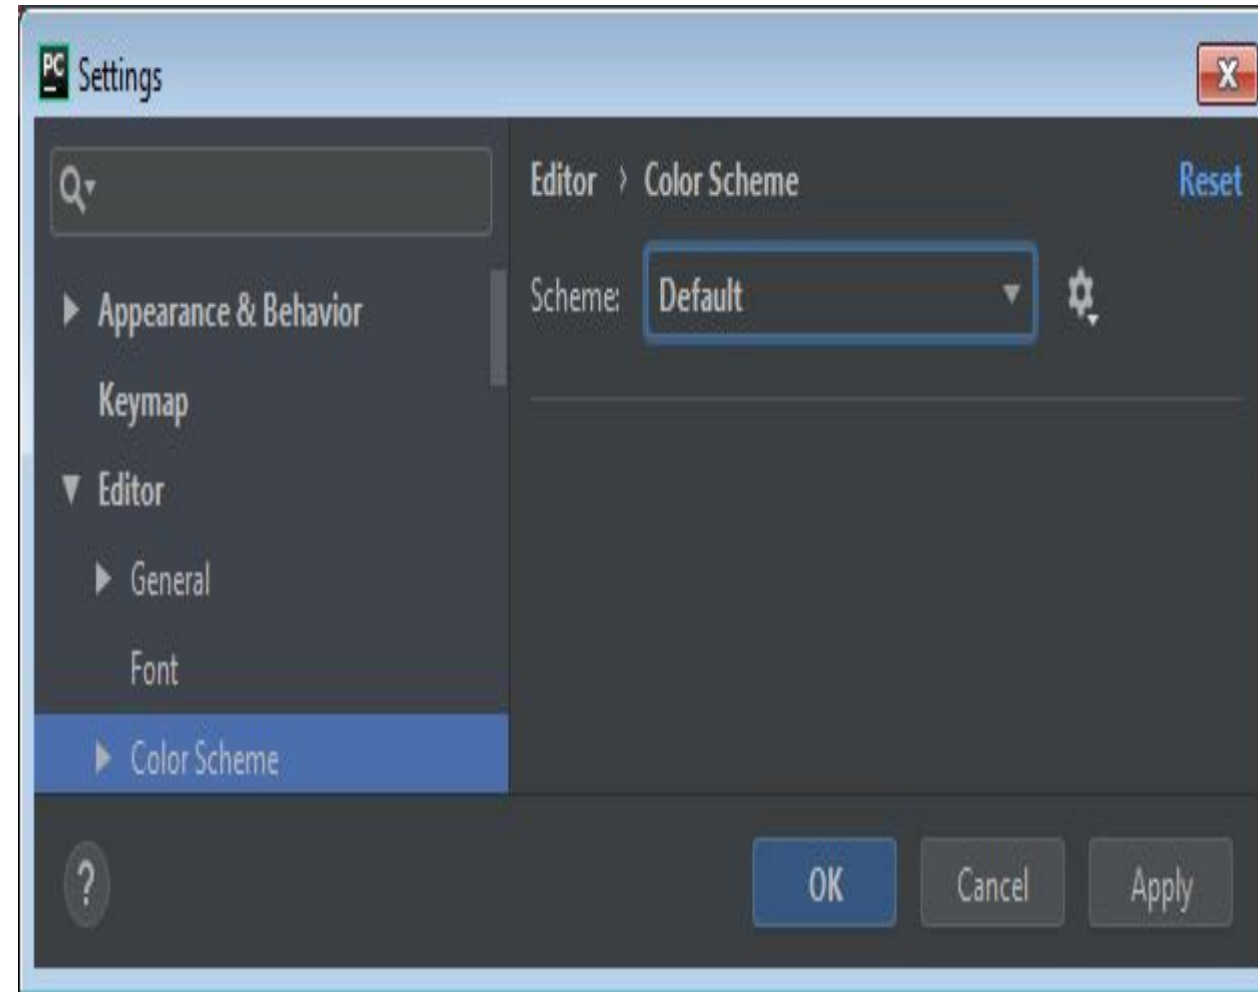 PC Settings
X
Editor › Color Scheme Reset
Scheme: Default
Appearance & Behavior
Keymap
Editor
General
Font
Color Scheme
?
OK Cancel Apply